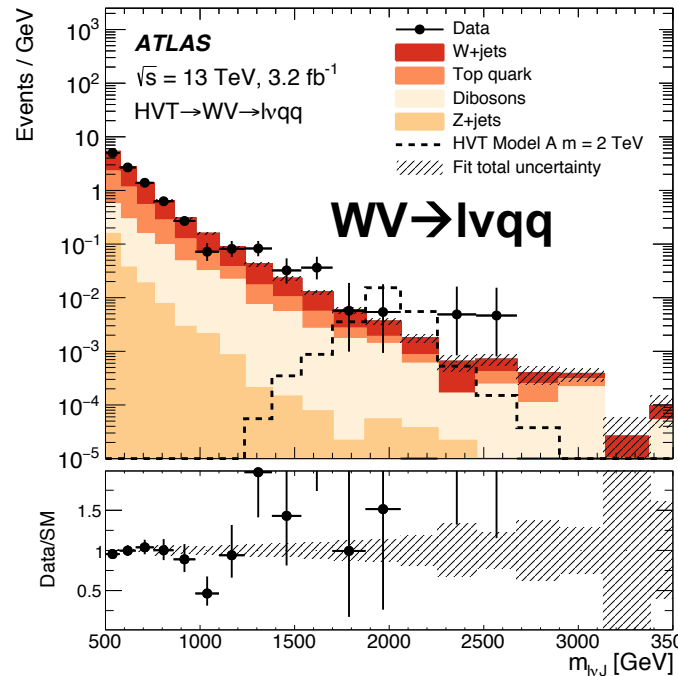 Events / GeV
10³
10²
10
1
10⁻¹
10⁻²
10⁻³
10⁻⁴
10⁻⁵
ATLAS
√s = 13 TeV, 3.2 fb⁻¹
HVT→WV→lνqq
Data
W+jets
Top quark
Dibosons
Z+jets
HVT Model A m = 2 TeV
Fit total uncertainty
WV→lvqq
Data/SM
1.5
1
0.5
500 1000 1500 2000 2500 3000 350
m_lνJ [GeV]